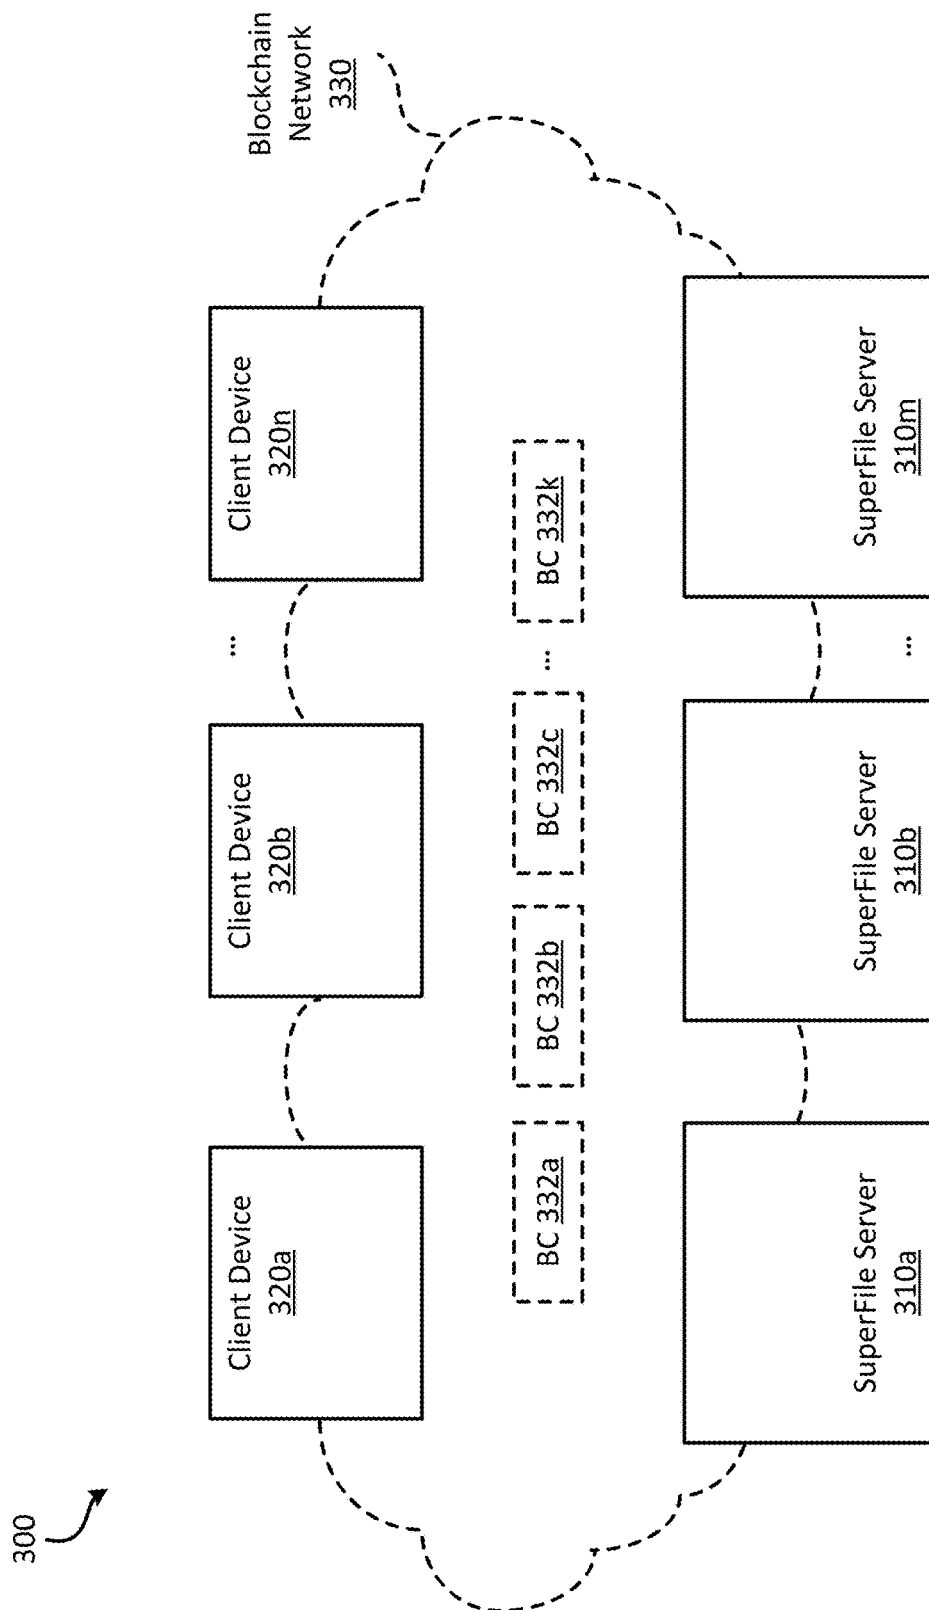 300
Blockchain
Network
330
Client Device
320a
Client Device
320b
...
Client Device
320n
BC 332a
BC 332b
BC 332c
...
BC 332k
SuperFile Server
310a
SuperFile Server
310b
...
SuperFile Server
310m